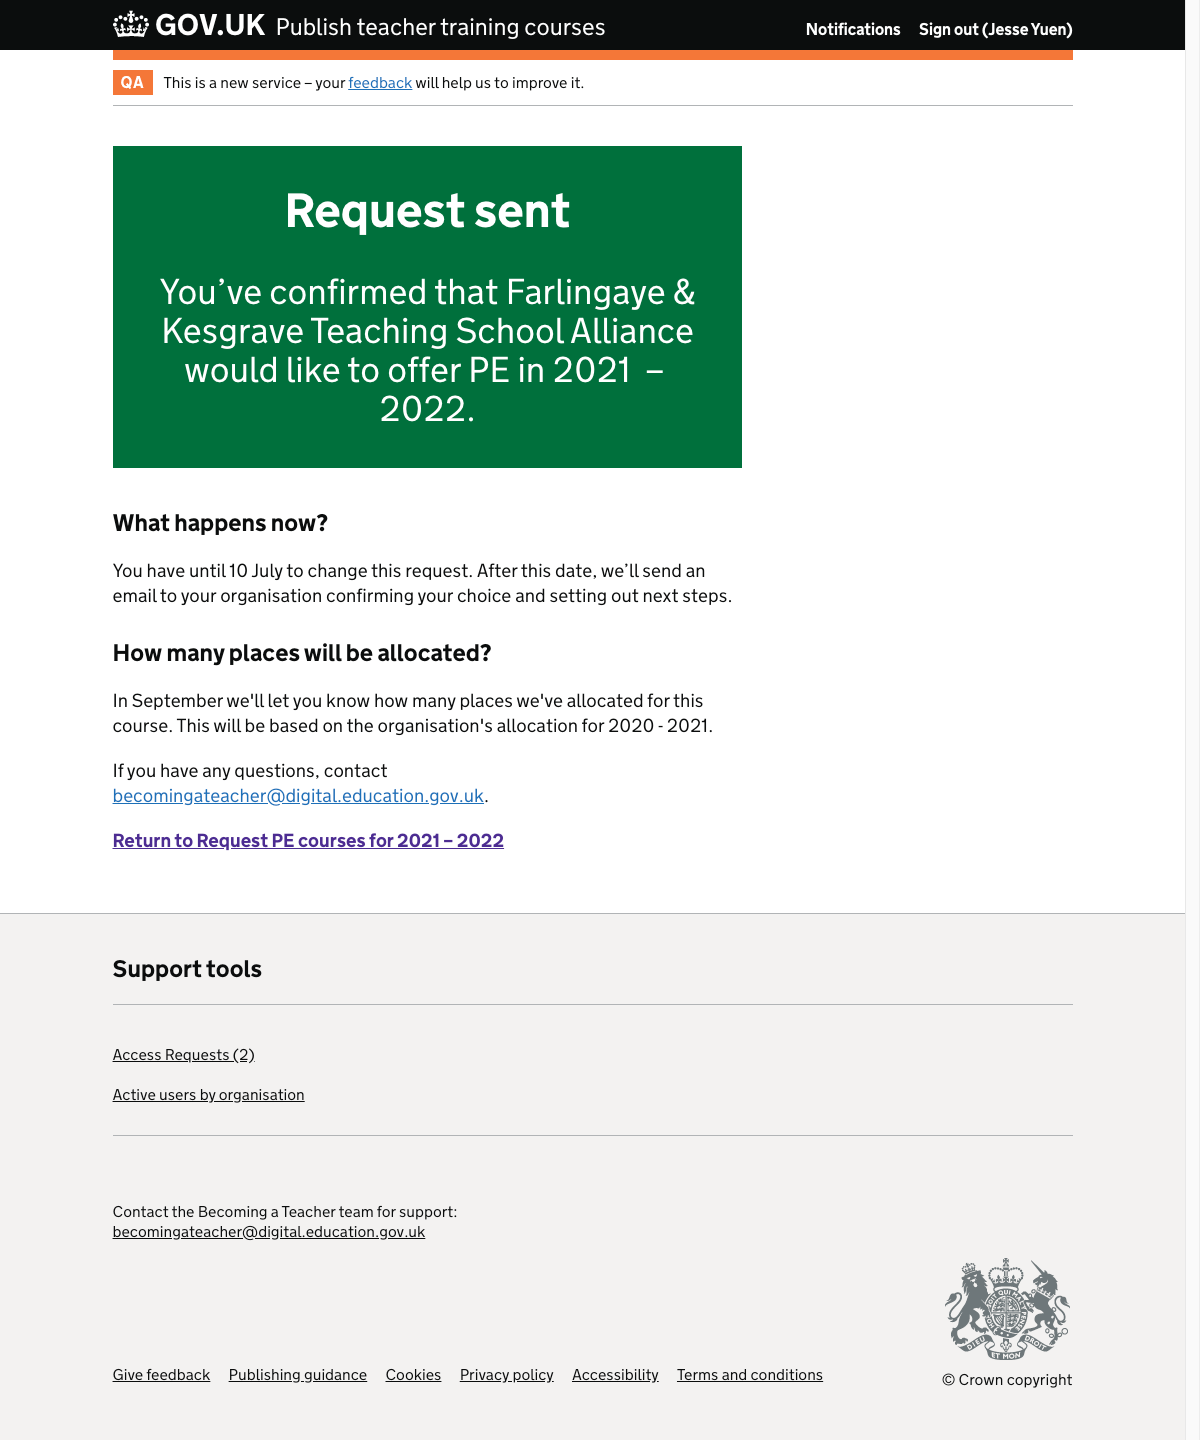 GOV.UK Publish teacher training courses Notifications Sign out (Jesse Yuen)
QA This is a new service – your feedback will help us to improve it.
Request sent
You’ve confirmed that Farlingaye &
Kesgrave Teaching School Alliance
would like to offer PE in 2021 –
2022.
What happens now?
You have until 10 July to change this request. After this date, we’ll send an
email to your organisation confirming your choice and setting out next steps.
How many places will be allocated?
In September we'll let you know how many places we've allocated for this
course. This will be based on the organisation's allocation for 2020 - 2021.
If you have any questions, contact
becomingateacher@digital.education.gov.uk.
Return to Request PE courses for 2021 – 2022
Support tools
Access Requests (2)
Active users by organisation
Contact the Becoming a Teacher team for support:
becomingateacher@digital.education.gov.uk
DIEU ET MON DROIT
Give feedback Publishing guidance Cookies Privacy policy Accessibility Terms and conditions
© Crown copyright